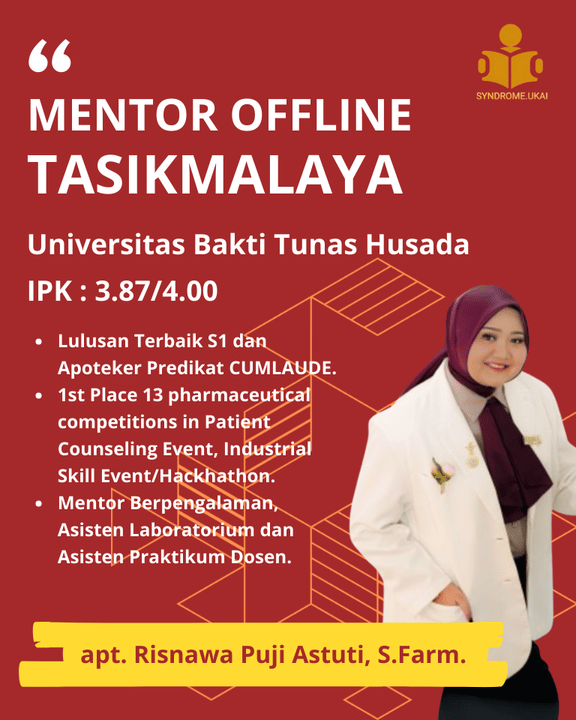 SYNDROME.UKAI
“
MENTOR OFFLINE
TASIKMALAYA
Universitas Bakti Tunas Husada
IPK : 3.87/4.00
• Lulusan Terbaik S1 dan
Apoteker Predikat CUMLAUDE.
• 1st Place 13 pharmaceutical
competitions in Patient
Counseling Event, Industrial
Skill Event/Hackhathon.
• Mentor Berpengalaman,
Asisten Laboratorium dan
Asisten Praktikum Dosen.
apt. Risnawa Puji Astuti, S.Farm.